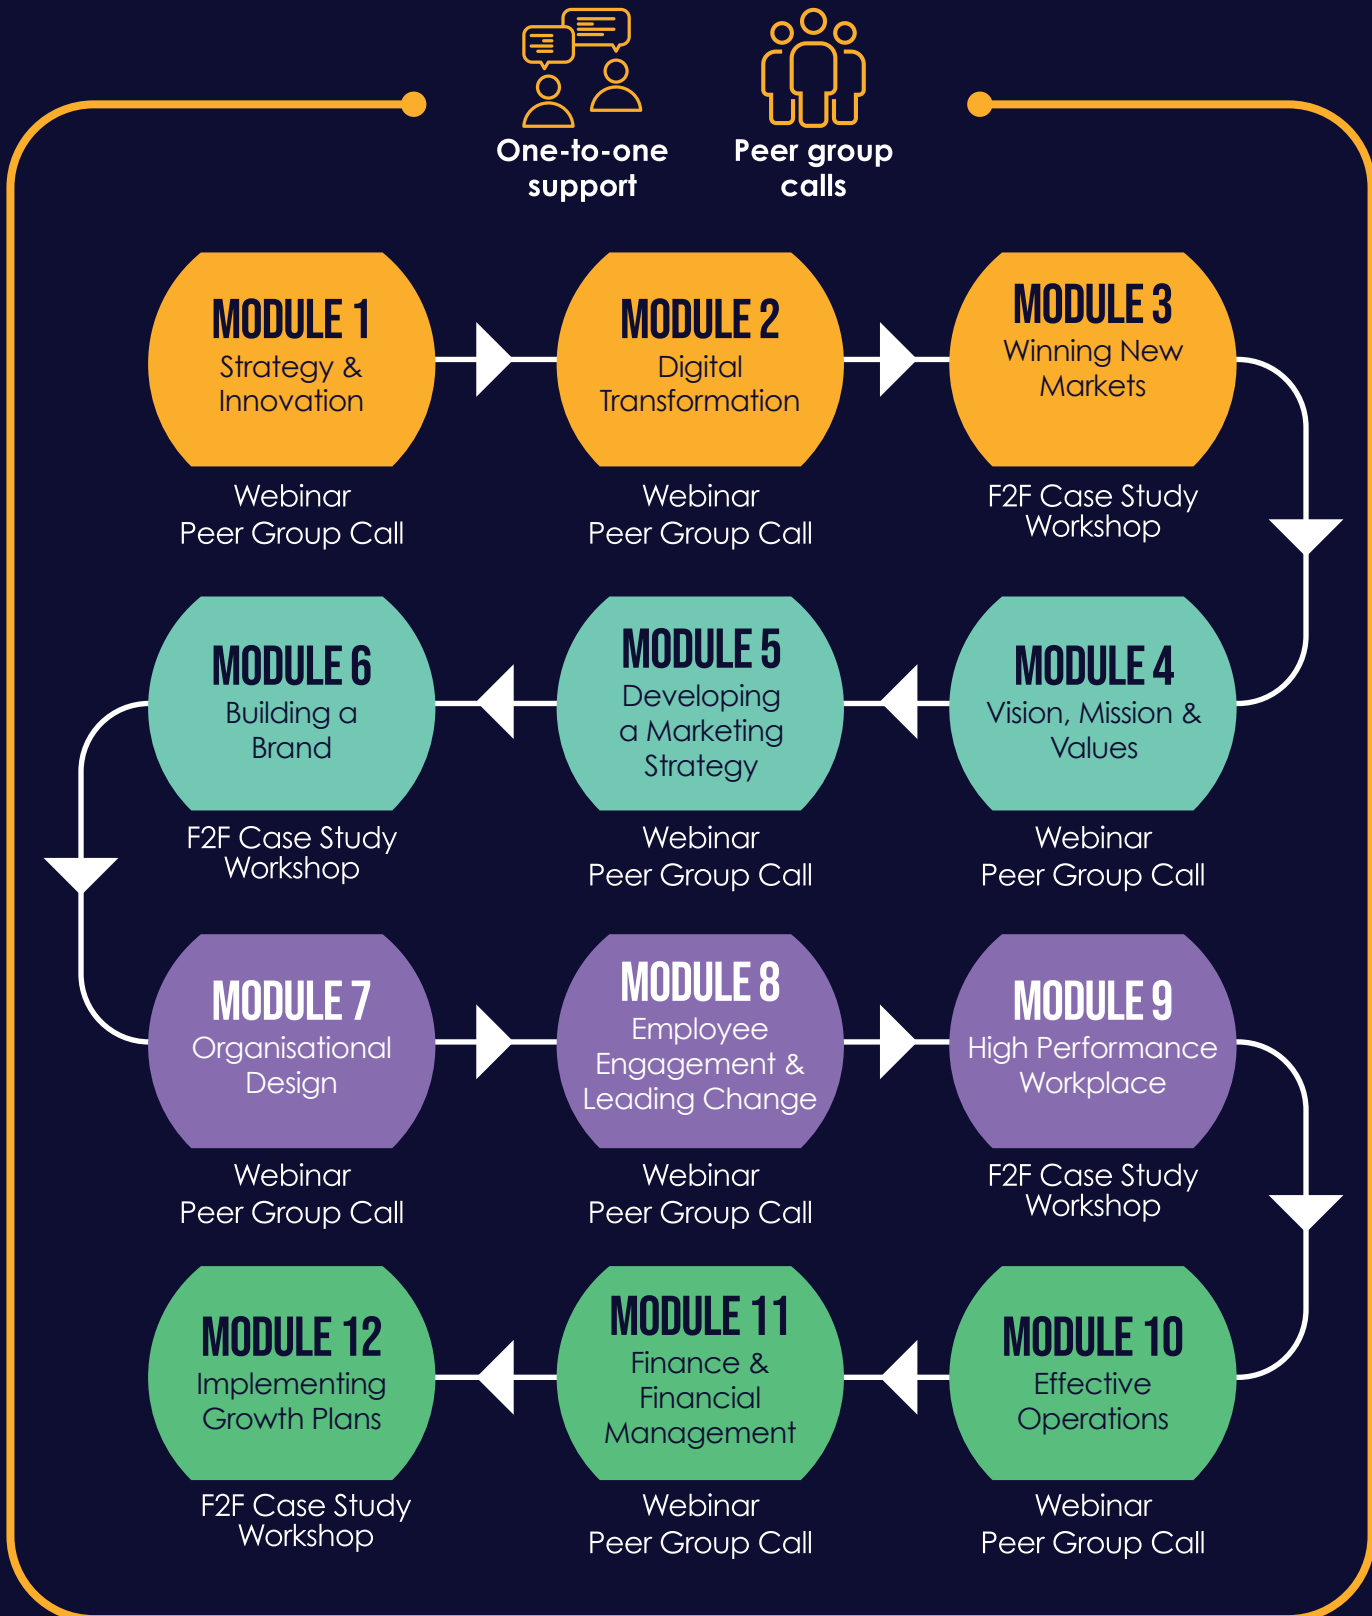 One-to-one
support
Peer group
calls
MODULE 1
Strategy &
Innovation
Webinar
Peer Group Call
MODULE 2
Digital
Transformation
Webinar
Peer Group Call
MODULE 3
Winning New
Markets
F2F Case Study
Workshop
MODULE 4
Vision, Mission &
Values
Webinar
Peer Group Call
MODULE 5
Developing
a Marketing
Strategy
Webinar
Peer Group Call
MODULE 6
Building a
Brand
F2F Case Study
Workshop
MODULE 7
Organisational
Design
Webinar
Peer Group Call
MODULE 8
Employee
Engagement &
Leading Change
Webinar
Peer Group Call
MODULE 9
High Performance
Workplace
F2F Case Study
Workshop
MODULE 10
Effective
Operations
Webinar
Peer Group Call
MODULE 11
Finance &
Financial
Management
Webinar
Peer Group Call
MODULE 12
Implementing
Growth Plans
F2F Case Study
Workshop